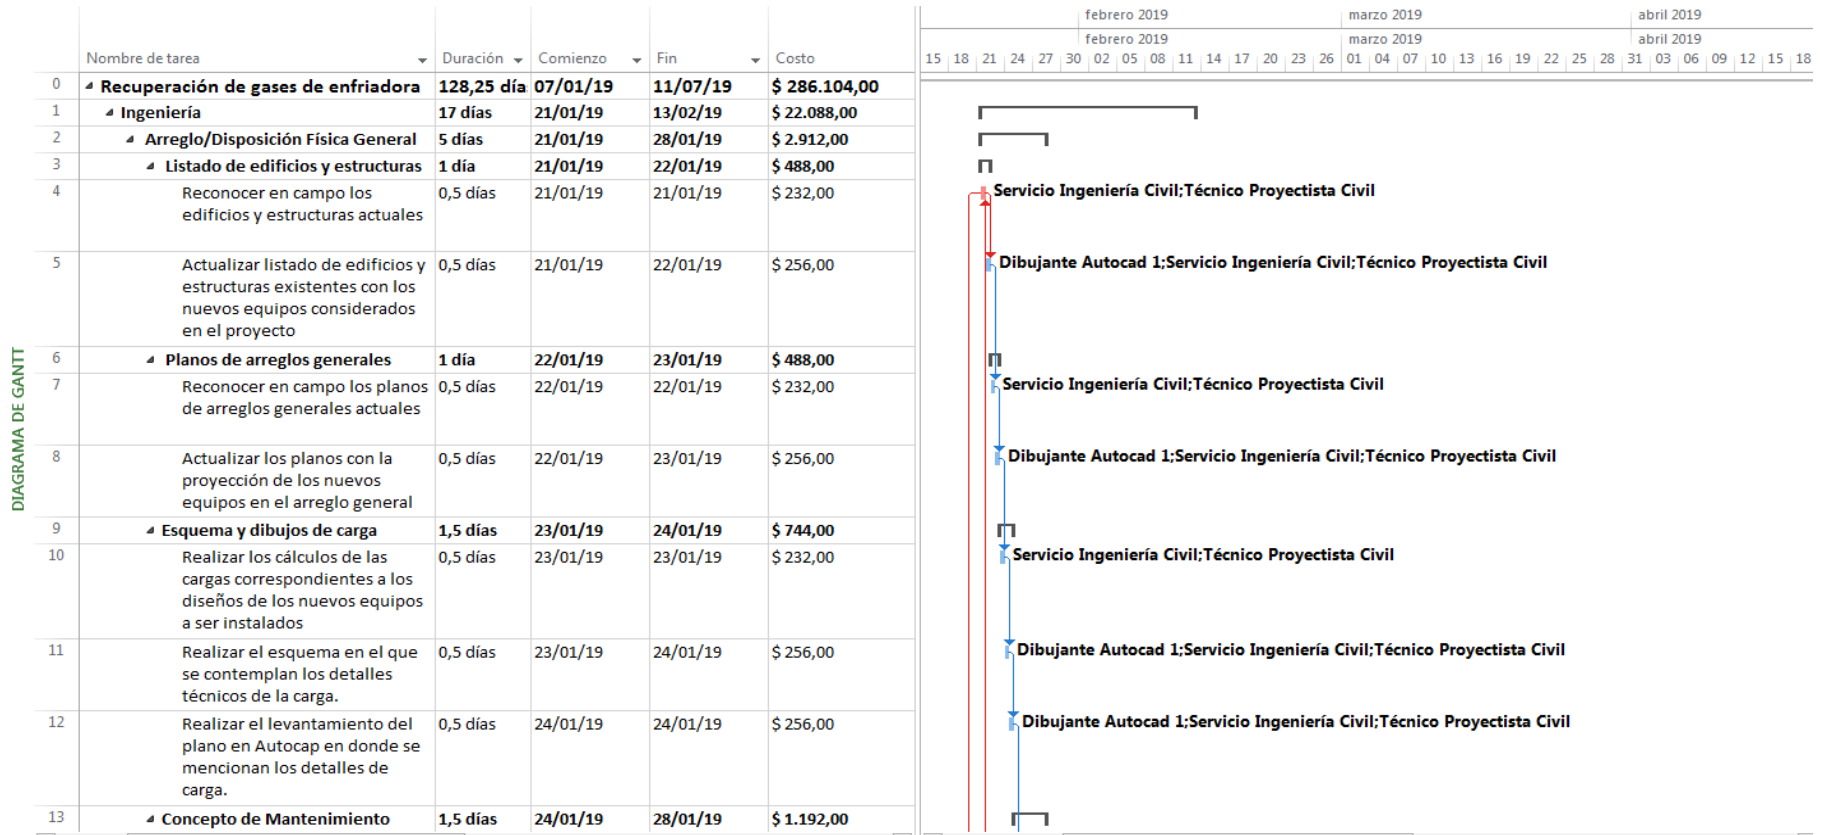 febrero 2019 marzo 2019 abril 2019
febrero 2019 marzo 2019 abril 2019
Nombre de tarea Duración Comienzo Fin Costo 15 18 21 24 27 30 02 05 08 11 14 17 20 23 26 01 04 07 10 13 16 19 22 25 28 31 03 06 09 12 15 18
0 Recuperación de gases de enfriadora 128,25 día 07/01/19 11/07/19 $ 286.104,00
1 Ingeniería 17 días 21/01/19 13/02/19 $ 22.088,00
2 Arreglo/Disposición Física General 5 días 21/01/19 28/01/19 $ 2.912,00
3 Listado de edificios y estructuras 1 día 21/01/19 22/01/19 $ 488,00
4 Reconocer en campo los 0,5 días 21/01/19 21/01/19 $ 232,00 Servicio Ingeniería Civil;Técnico Proyectista Civil
edificios y estructuras actuales
5 Actualizar listado de edificios y 0,5 días 21/01/19 22/01/19 $ 256,00 Dibujante Autocad 1;Servicio Ingeniería Civil;Técnico Proyectista Civil
estructuras existentes con los
nuevos equipos considerados
en el proyecto
6 Planos de arreglos generales 1 día 22/01/19 23/01/19 $ 488,00
7 Reconocer en campo los planos 0,5 días 22/01/19 22/01/19 $ 232,00 Servicio Ingeniería Civil;Técnico Proyectista Civil
de arreglos generales actuales
8 Actualizar los planos con la 0,5 días 22/01/19 23/01/19 $ 256,00 Dibujante Autocad 1;Servicio Ingeniería Civil;Técnico Proyectista Civil
proyección de los nuevos
equipos en el arreglo general
9 Esquema y dibujos de carga 1,5 días 23/01/19 24/01/19 $ 744,00
10 Realizar los cálculos de las 0,5 días 23/01/19 23/01/19 $ 232,00 Servicio Ingeniería Civil;Técnico Proyectista Civil
cargas correspondientes a los
diseños de los nuevos equipos
a ser instalados
11 Realizar el esquema en el que 0,5 días 23/01/19 24/01/19 $ 256,00 Dibujante Autocad 1;Servicio Ingeniería Civil;Técnico Proyectista Civil
se contemplan los detalles
técnicos de la carga.
12 Realizar el levantamiento del 0,5 días 24/01/19 24/01/19 $ 256,00 Dibujante Autocad 1;Servicio Ingeniería Civil;Técnico Proyectista Civil
plano en Autocap en donde se
mencionan los detalles de
carga.
13 Concepto de Mantenimiento 1,5 días 24/01/19 28/01/19 $ 1.192,00
DIAGRAMA DE GANTT